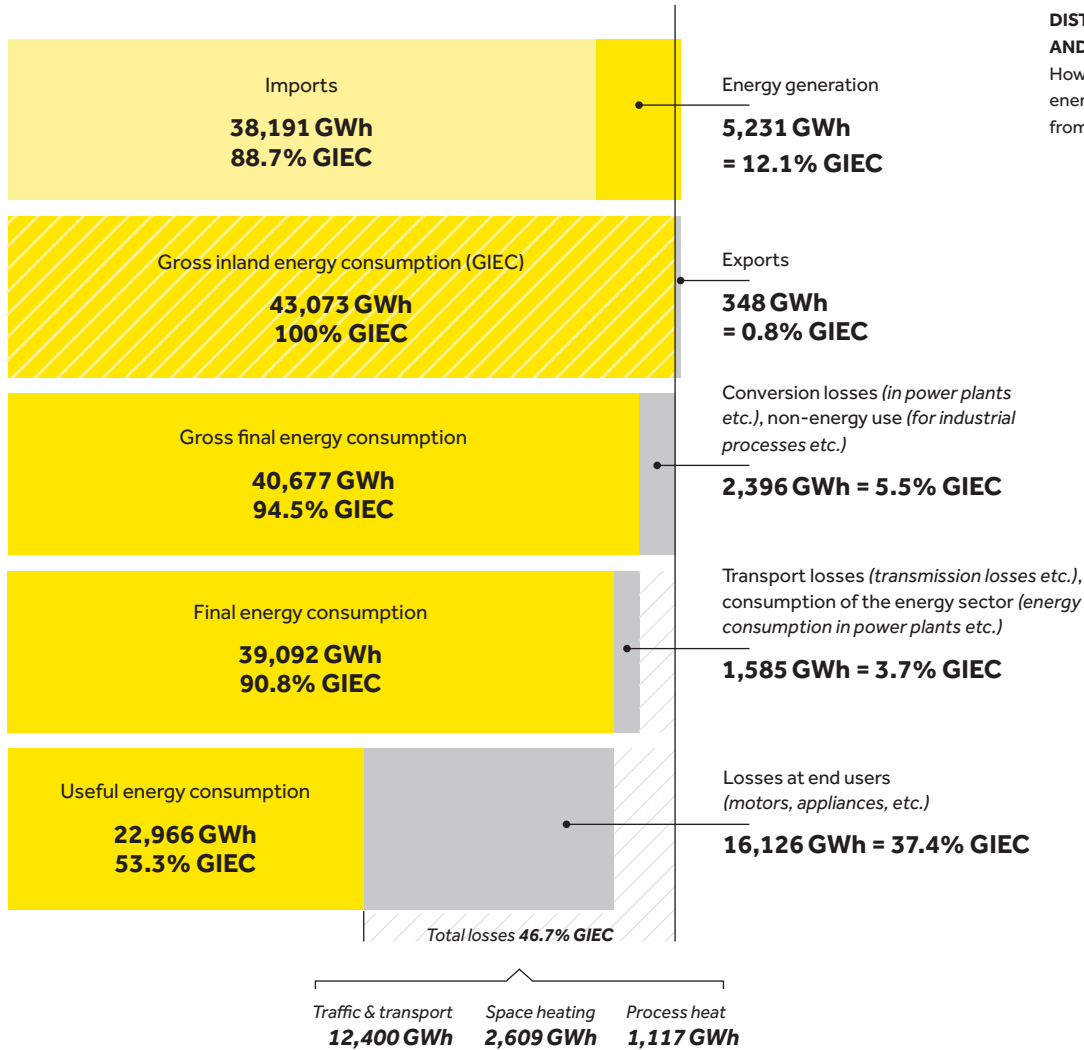 DIST
AND
How
ener
from
Imports
38,191 GWh
88.7% GIEC
Energy generation
5,231 GWh
= 12.1% GIEC
Gross inland energy consumption (GIEC)
43,073 GWh
100% GIEC
Exports
348 GWh
= 0.8% GIEC
Gross final energy consumption
40,677 GWh
94.5% GIEC
Conversion losses (in power plants
etc.), non-energy use (for industrial
processes etc.)
2,396 GWh = 5.5% GIEC
Final energy consumption
39,092 GWh
90.8% GIEC
Transport losses (transmission losses etc.),
consumption of the energy sector (energy
consumption in power plants etc.)
1,585 GWh = 3.7% GIEC
Useful energy consumption
22,966 GWh
53.3% GIEC
Losses at end users
(motors, appliances, etc.)
16,126 GWh = 37.4% GIEC
Total losses 46.7% GIEC
Traffic & transport
12,400 GWh
Space heating
2,609 GWh
Process heat
1,117 GWh